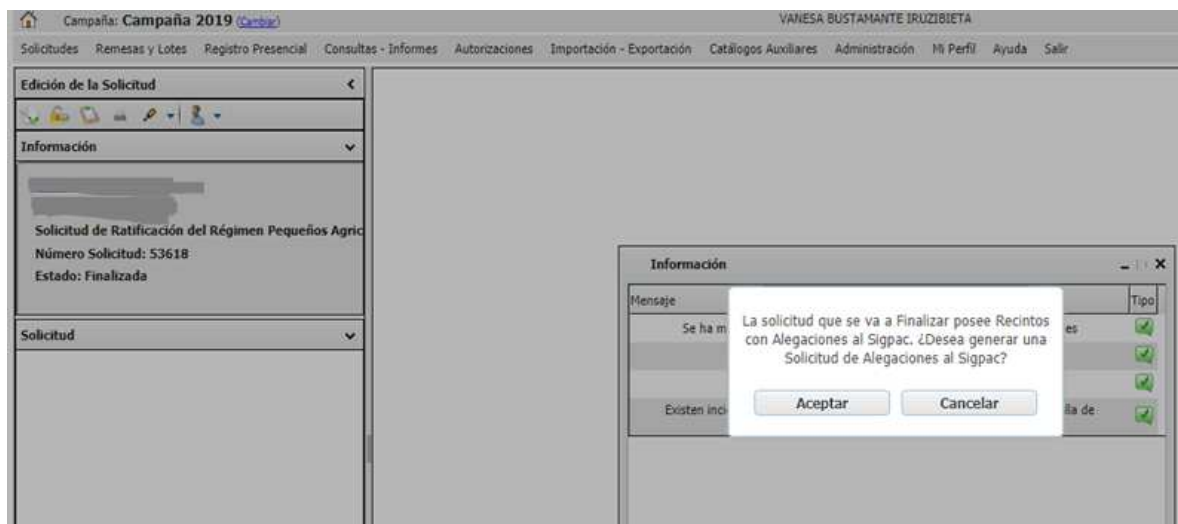 Campaña: Campaña 2019 (Cambiar)
VANESA BUSTAMANTE IRUZIBIETA
Solicitudes Remesas y Lotes Registro Presencial Consultas - Informes Autorizaciones Importación - Exportación Catálogos Auxiliares Administración Mi Perfil Ayuda Salir
Edición de la Solicitud
Información
Solicitud de Ratificación del Régimen Pequeños Agric
Número Solicitud: 53618
Estado: Finalizada
Solicitud
Información
Mensaje
Tipo
Se ha m
es
Existen inci
lla de
La solicitud que se va a Finalizar posee Recintos
con Alegaciones al Sigpac. ¿Desea generar una
Solicitud de Alegaciones al Sigpac?
Aceptar Cancelar